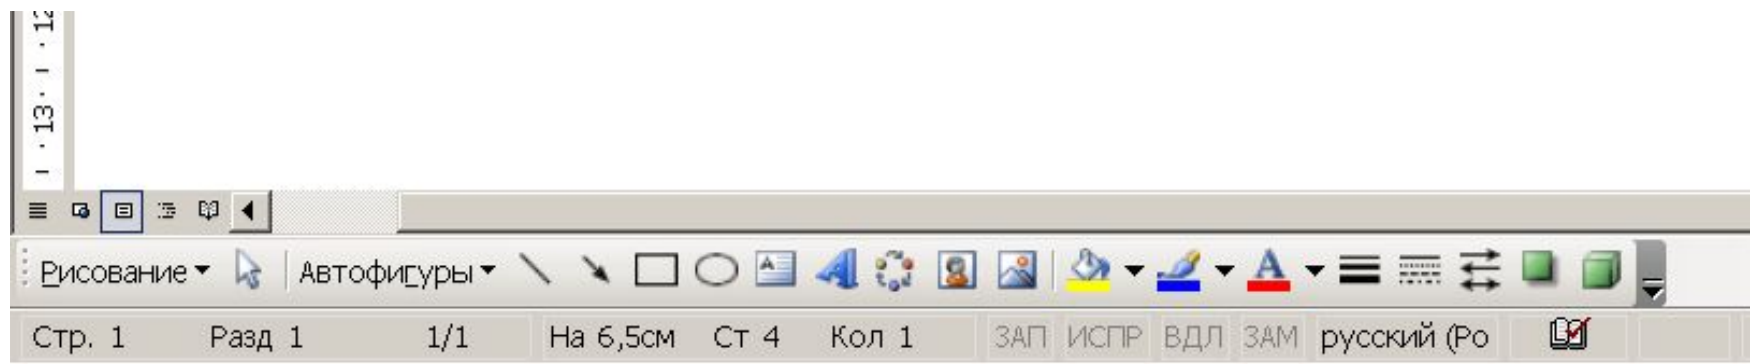 12
13
Рисование Автофигуры
Стр. 1 Разд 1 1/1 На 6,5см Ст 4 Кол 1 ЗАП ИСПР ВДЛ ЗАМ русский (Ро